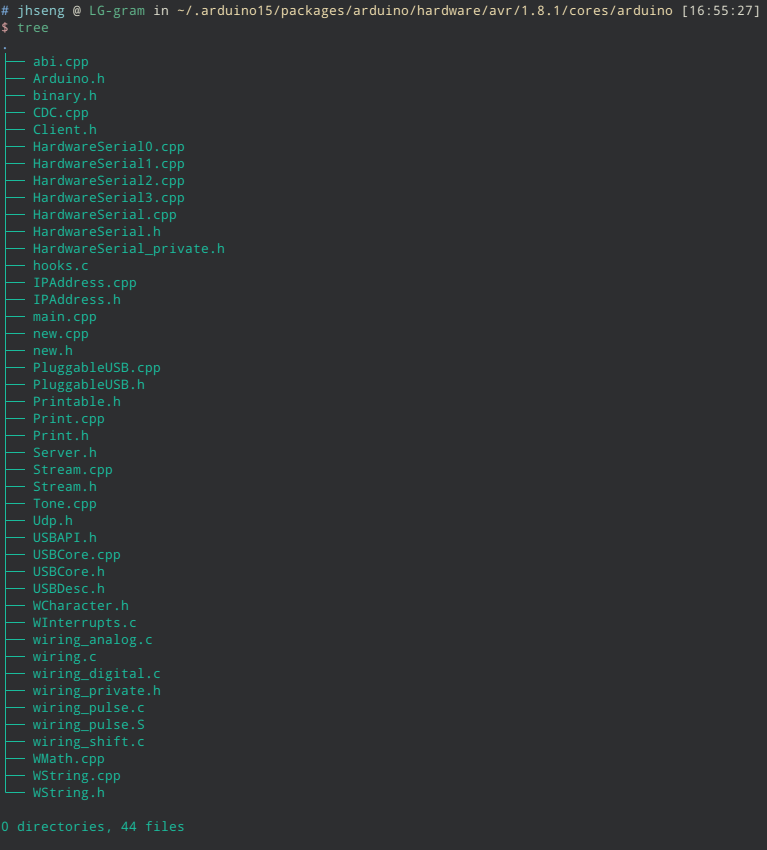 # jhseng @ LG-gram in ~/.arduino15/packages/arduino/hardware/avr/1.8.1/cores/arduino [16:55:27]
$ tree
.
├── abi.cpp
├── Arduino.h
├── binary.h
├── CDC.cpp
├── Client.h
├── HardwareSerial0.cpp
├── HardwareSerial1.cpp
├── HardwareSerial2.cpp
├── HardwareSerial3.cpp
├── HardwareSerial.cpp
├── HardwareSerial.h
├── HardwareSerial_private.h
├── hooks.c
├── IPAddress.cpp
├── IPAddress.h
├── main.cpp
├── new.cpp
├── new.h
├── PluggableUSB.cpp
├── PluggableUSB.h
├── Printable.h
├── Print.cpp
├── Print.h
├── Server.h
├── Stream.cpp
├── Stream.h
├── Tone.cpp
├── Udp.h
├── USBAPI.h
├── USBCore.cpp
├── USBCore.h
├── USBDesc.h
├── WCharacter.h
├── WInterrupts.c
├── wiring_analog.c
├── wiring.c
├── wiring_digital.c
├── wiring_private.h
├── wiring_pulse.c
├── wiring_pulse.S
├── wiring_shift.c
├── WMath.cpp
├── WString.cpp
└── WString.h
0 directories, 44 files